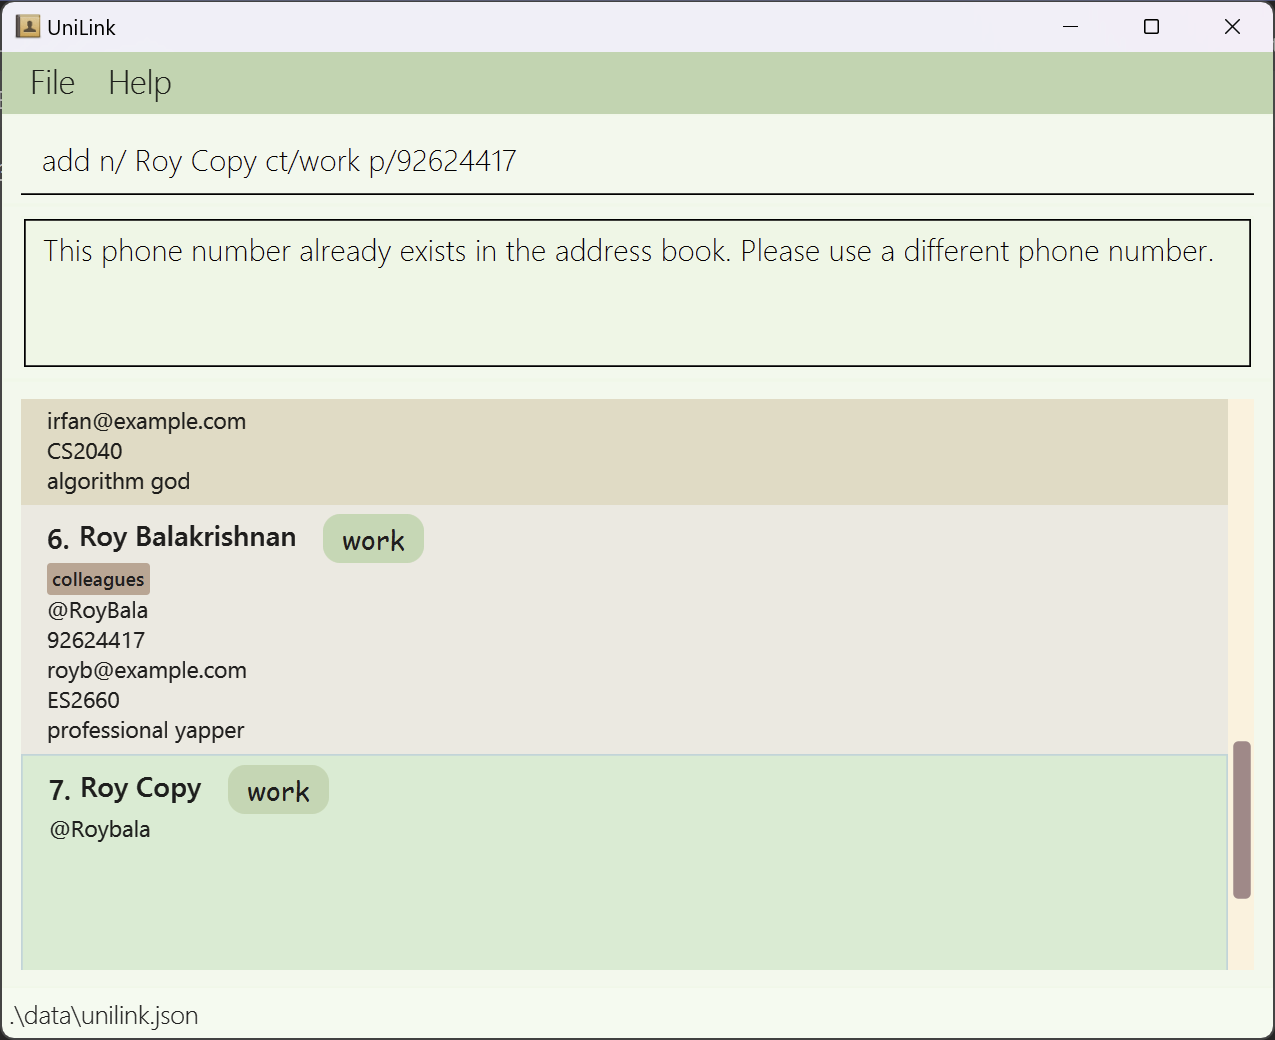 UniLink
File Help
add n/ Roy Copy ct/work p/92624417
This phone number already exists in the address book. Please use a different phone number.
irfan@example.com
CS2040
algorithm god
6. Roy Balakrishnan work
colleagues
@RoyBala
92624417
royb@example.com
ES2660
professional yapper
7. Roy Copy work
@Roybala
.\data\unilink.json